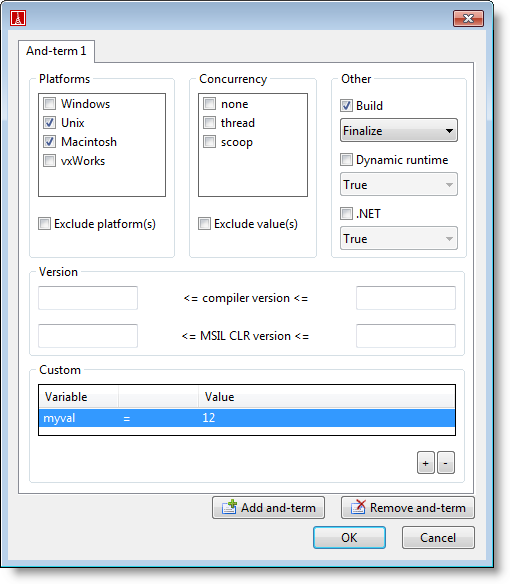 And-term 1
Platforms
Windows
Unix
Macintosh
vxWorks
Exclude platform(s)
Concurrency
none
thread
scoop
Exclude value(s)
Other
Build
Finalize
Dynamic runtime
True
.NET
True
Version
<= compiler version <=
<= MSIL CLR version <=
Custom
Variable Value
myval = 12
+ -
Add and-term Remove and-term
OK Cancel